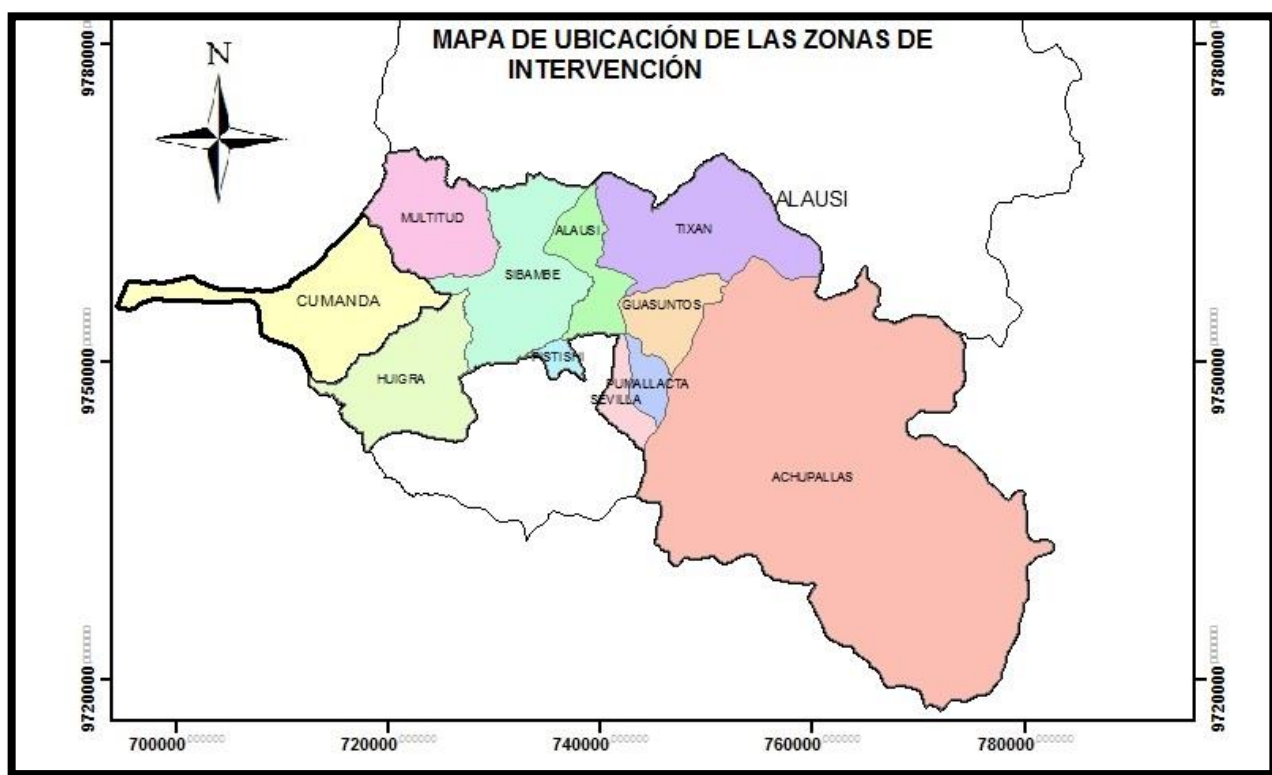 MAPA DE UBICACIÓN DE LAS ZONAS DE
INTERVENCIÓN
N
9780000
9780000
ALAUSI
MULTITUD
ALAUSI
TIXAN
SIBAMBE
CUMANDA
GUASUNTOS
9750000
9750000
PISTISHI
HUIGRA
PUMALLACTA
SEVILLA
ACHUPALLAS
9720000
9720000
700000
720000
740000
760000
780000